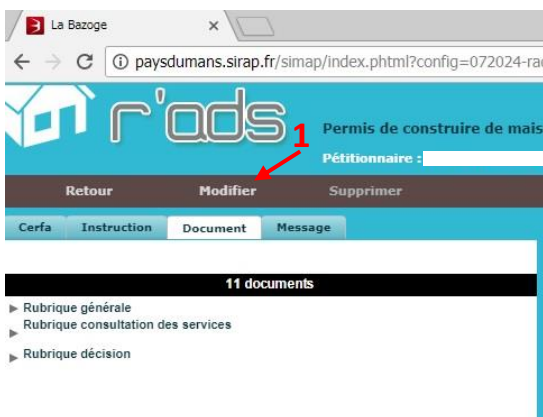 La Bazoge
paysdumans.sirap.fr/simap/index.phtml?config=072024-rad
r'ads
Permis de construire de mais
Pétitionnaire :
1
Retour Modifier Supprimer
Cerfa Instruction Document Message
11 documents
Rubrique générale
Rubrique consultation des services
Rubrique décision